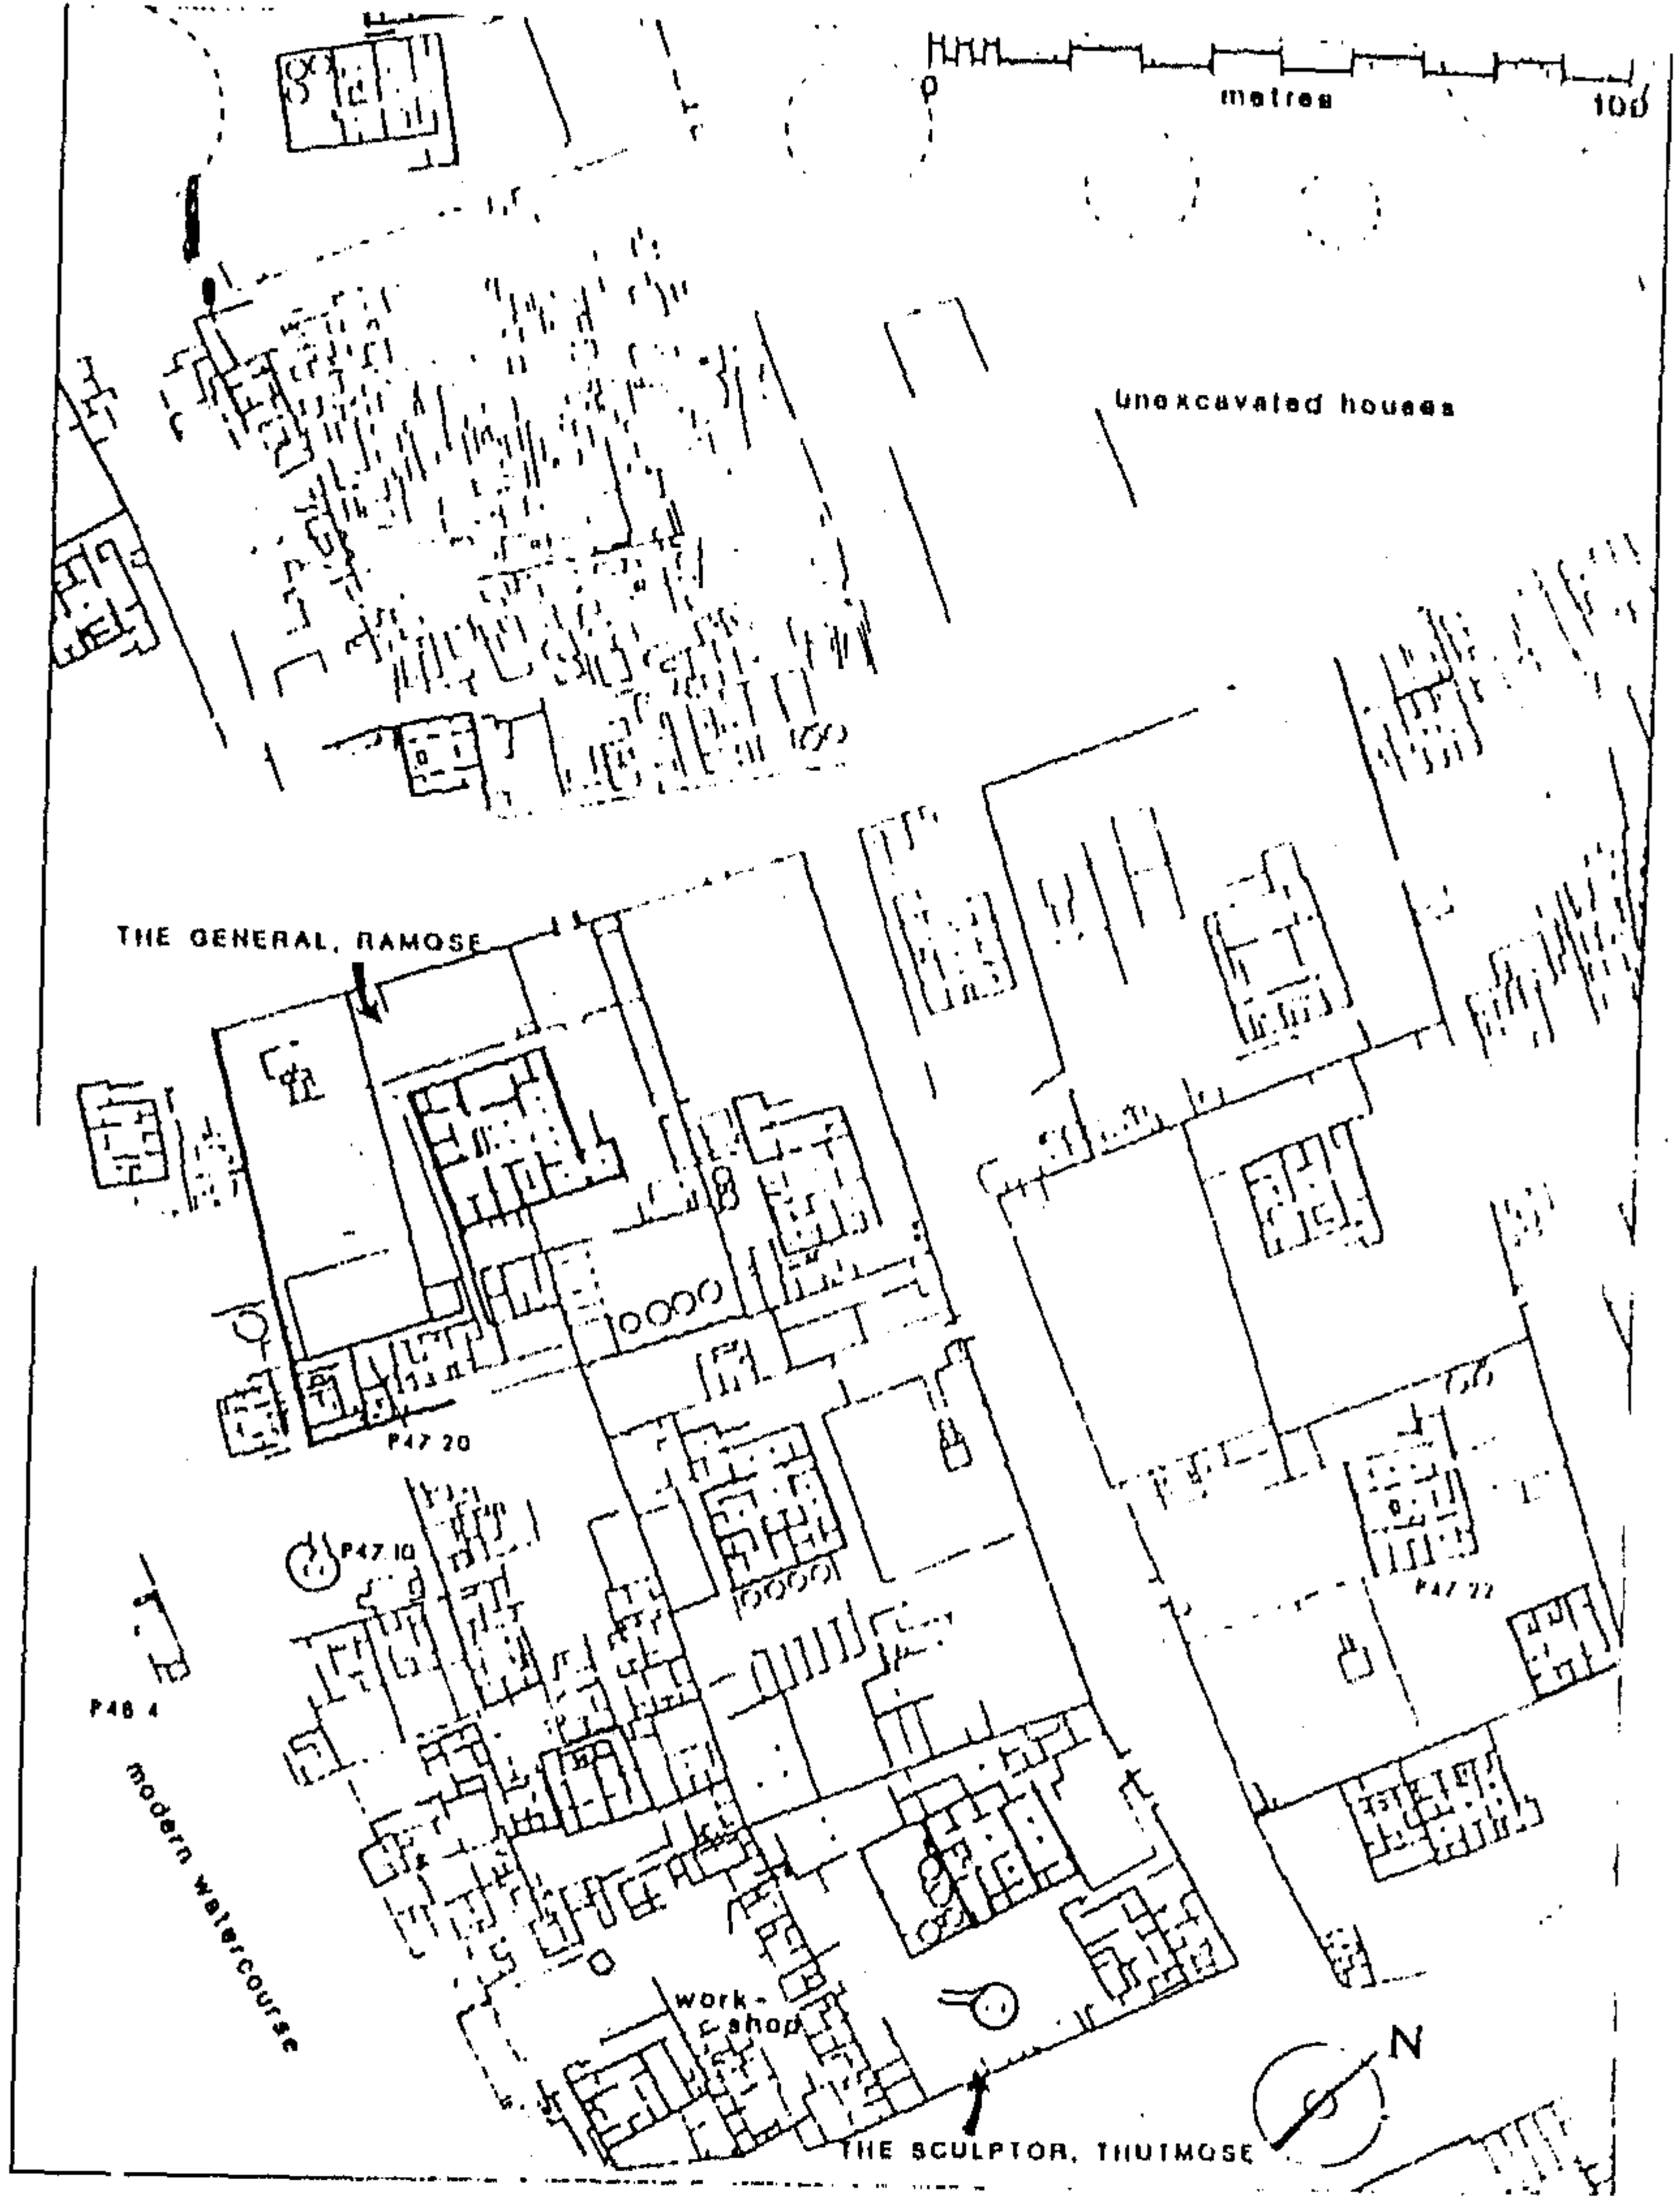 0
metres
100
unexcavated houses
THE GENERAL, RAMOSE
P47 20
P47 10
P47 22
P46 4
modern watercourse
work-
shop
N
THE SCULPTOR, THUTMOSE